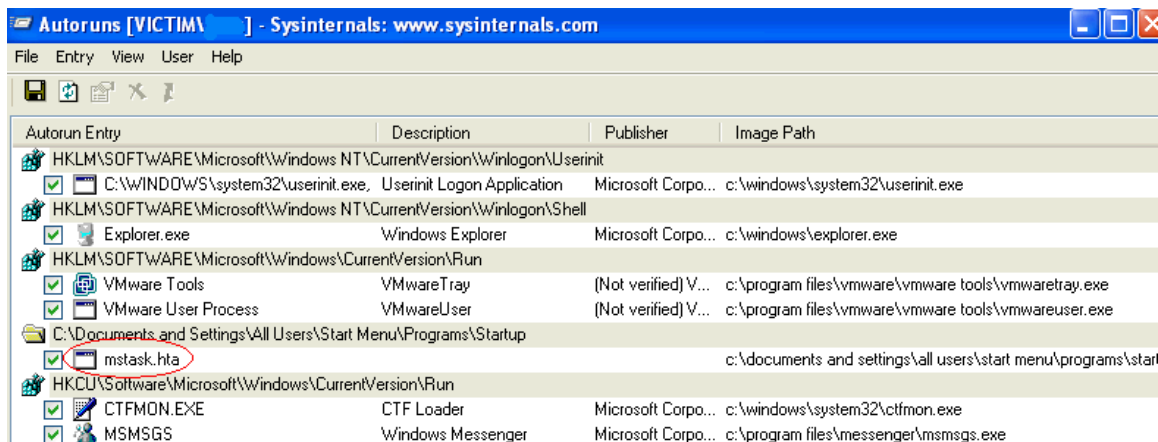 Autoruns [VICTIM\ ] - Sysinternals: www.sysinternals.com
File Entry View User Help
Autorun Entry Description Publisher Image Path
HKLM\SOFTWARE\Microsoft\Windows NT\CurrentVersion\Winlogon\Userinit
C:\WINDOWS\system32\userinit.exe, Userinit Logon Application Microsoft Corpo... c:\windows\system32\userinit.exe
HKLM\SOFTWARE\Microsoft\Windows NT\CurrentVersion\Winlogon\Shell
Explorer.exe Windows Explorer Microsoft Corpo... c:\windows\explorer.exe
HKLM\SOFTWARE\Microsoft\Windows\CurrentVersion\Run
VMware Tools VMwareTray (Not verified) V... c:\program files\vmware\vmware tools\vmwaretray.exe
VMware User Process VMwareUser (Not verified) V... c:\program files\vmware\vmware tools\vmwareuser.exe
C:\Documents and Settings\All Users\Start Menu\Programs\Startup
mstask.hta c:\documents and settings\all users\start menu\programs\start
HKCU\Software\Microsoft\Windows\CurrentVersion\Run
CTFMON.EXE CTF Loader Microsoft Corpo... c:\windows\system32\ctfmon.exe
MSMSGS Windows Messenger Microsoft Corpo... c:\program files\messenger\msmsgs.exe